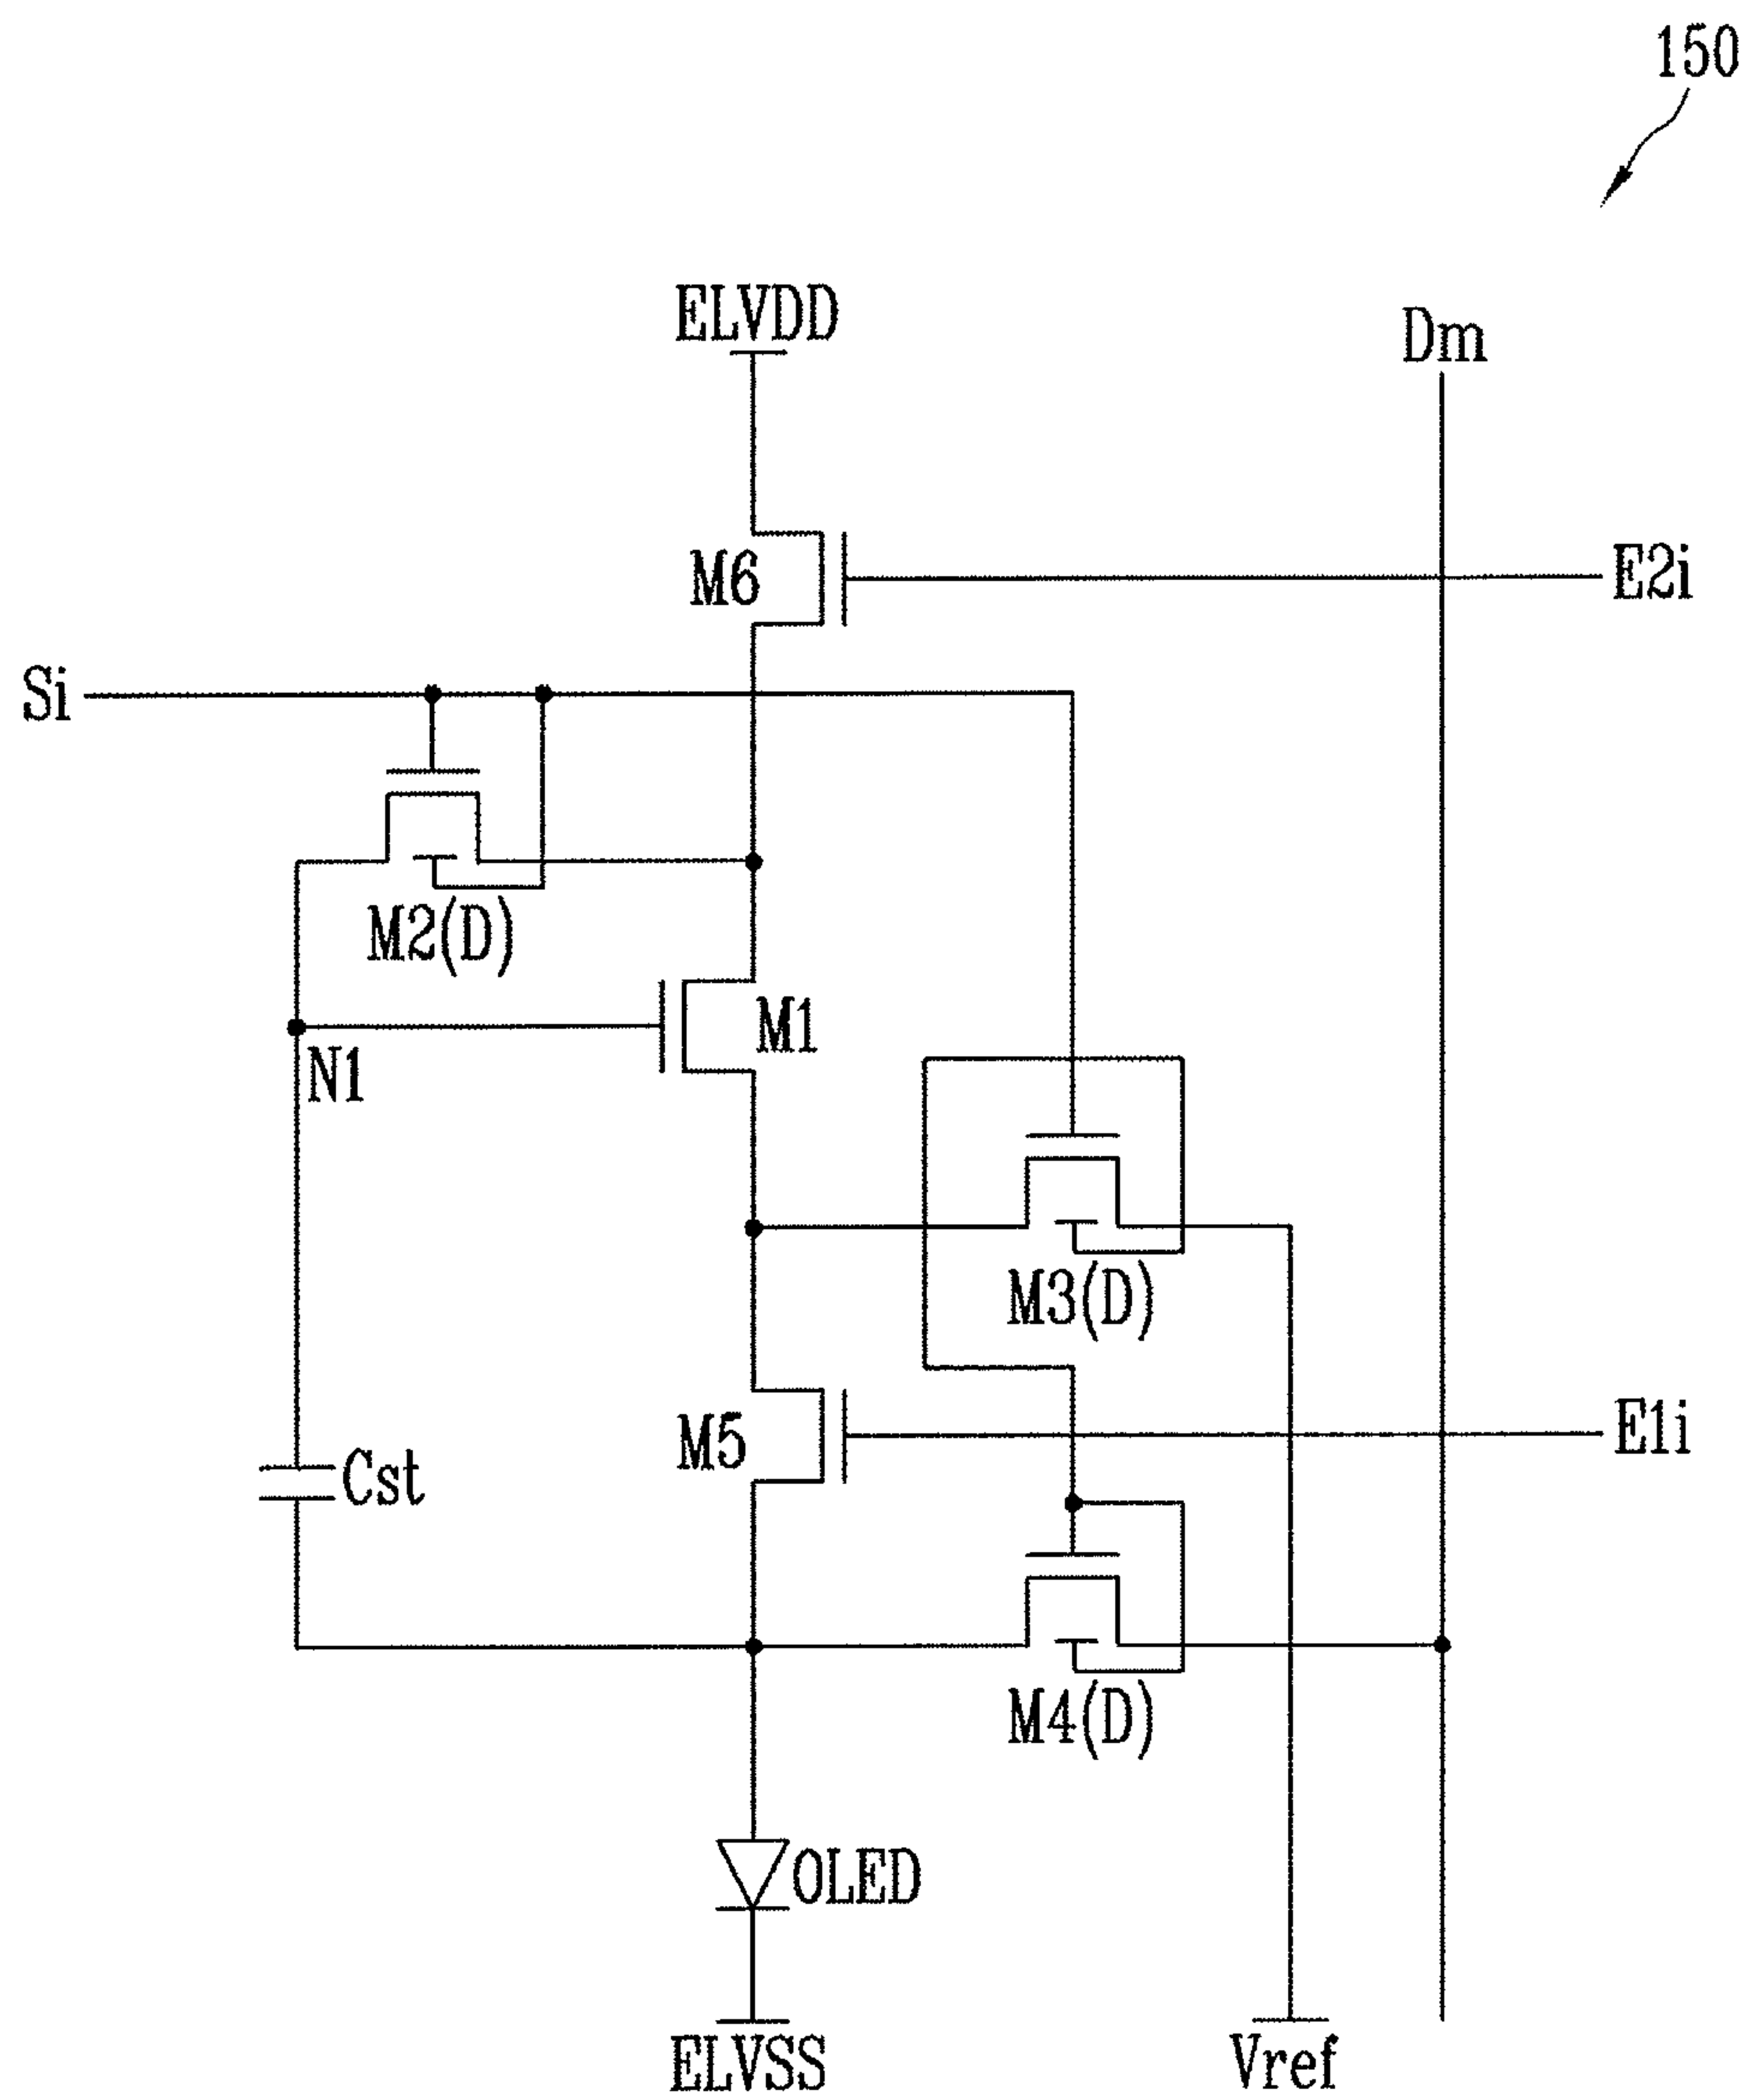 150
ELVDD
Dm
M6
E2i
Si
M2(D)
M1
N1
M3(D)
M5
E1i
Cst
M4(D)
OLED
ELVSS
Vref